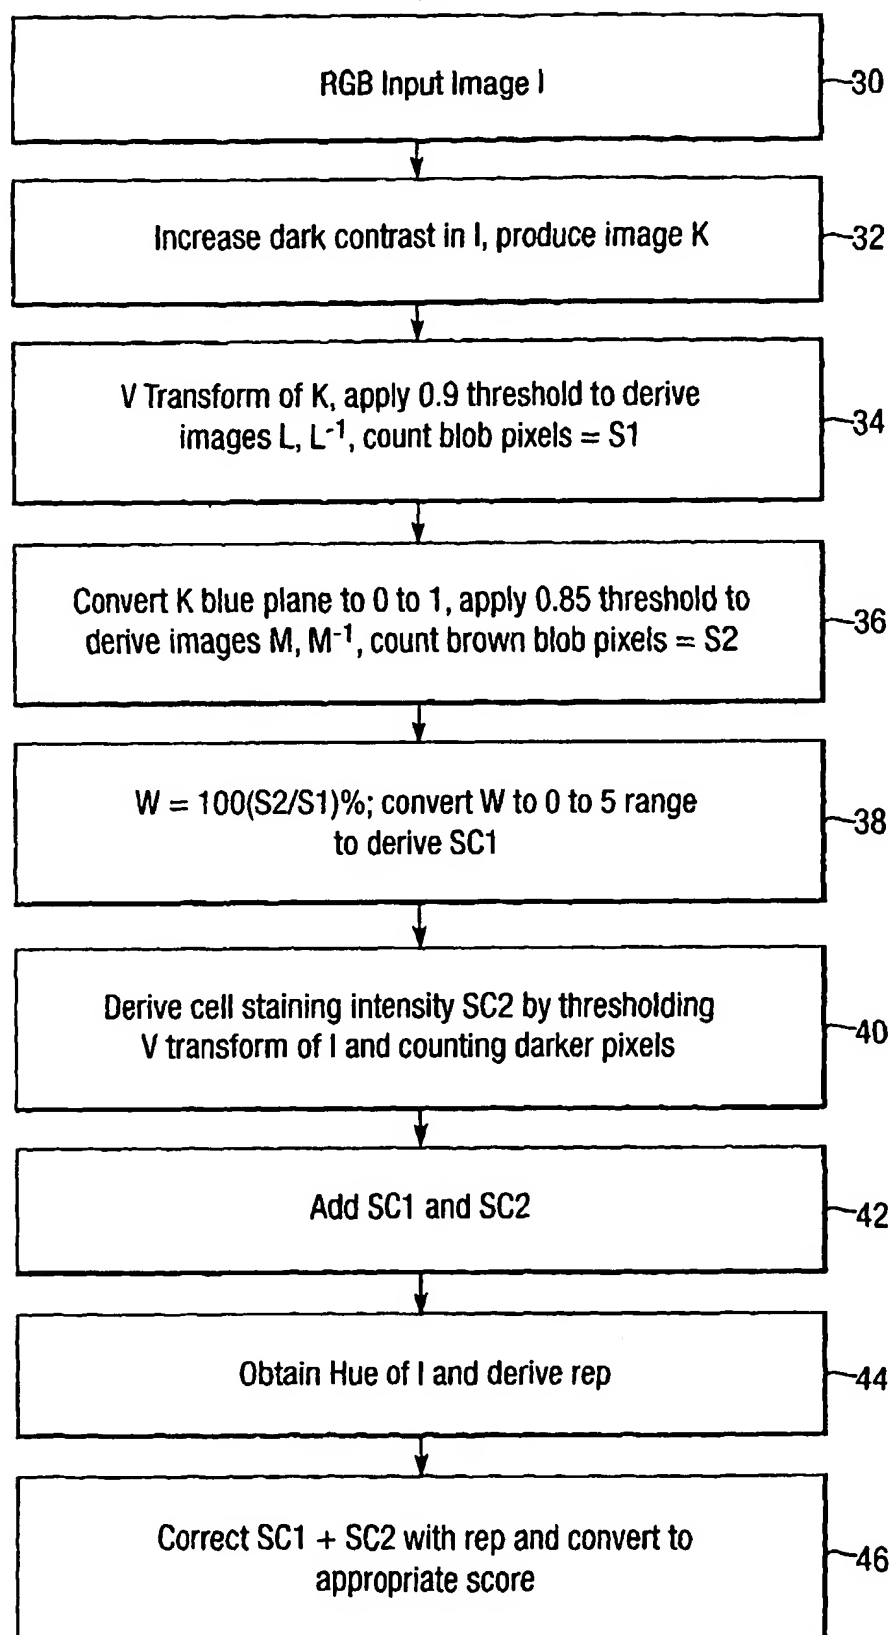 RGB Input Image I
30
Increase dark contrast in I, produce image K
32
V Transform of K, apply 0.9 threshold to derive
images L, L⁻¹, count blob pixels = S1
34
Convert K blue plane to 0 to 1, apply 0.85 threshold to
derive images M, M⁻¹, count brown blob pixels = S2
36
W = 100(S2/S1)%; convert W to 0 to 5 range
to derive SC1
38
Derive cell staining intensity SC2 by thresholding
V transform of I and counting darker pixels
40
Add SC1 and SC2
42
Obtain Hue of I and derive rep
44
Correct SC1 + SC2 with rep and convert to
appropriate score
46